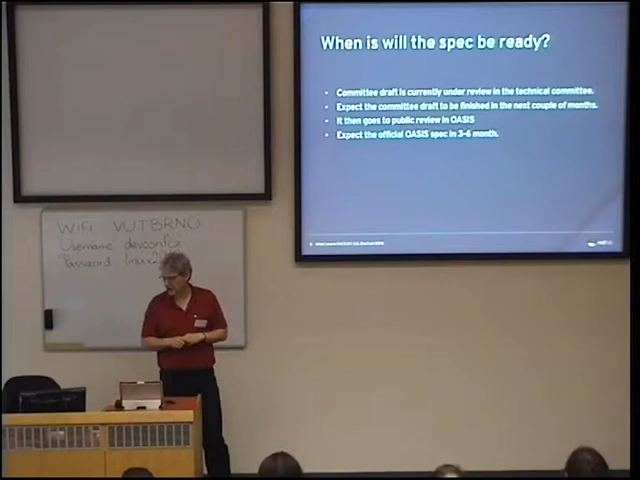 When is will the spec be ready?
Committee draft is currently under review in the technical committee.
Expect the committee draft to be finished in the next couple of months.
It then goes to public review in OASIS
Expect the official OASIS spec in 3-6 month.
WiFi VUTBRNO
Username devconf
Password